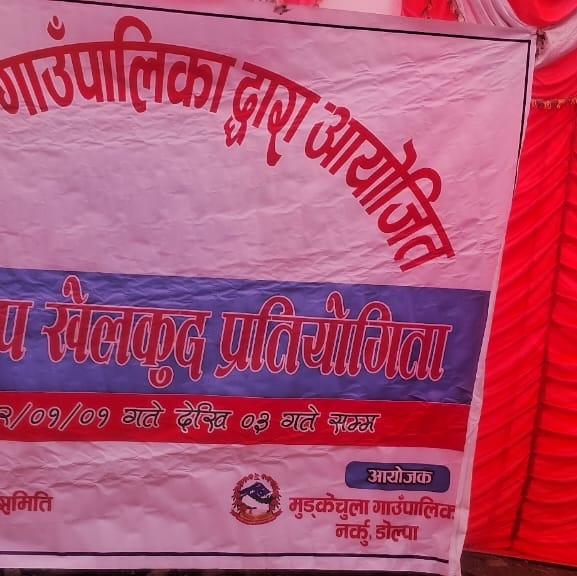 गाउँपालिका द्वारा आयोजित
खेलकुद प्रतियोगिता
/०१/०१ गते देखि ०३ गते सम्म
आयोजक
समिति
मुड्केचुला गाउँपालिक
नर्कु, डोल्पा